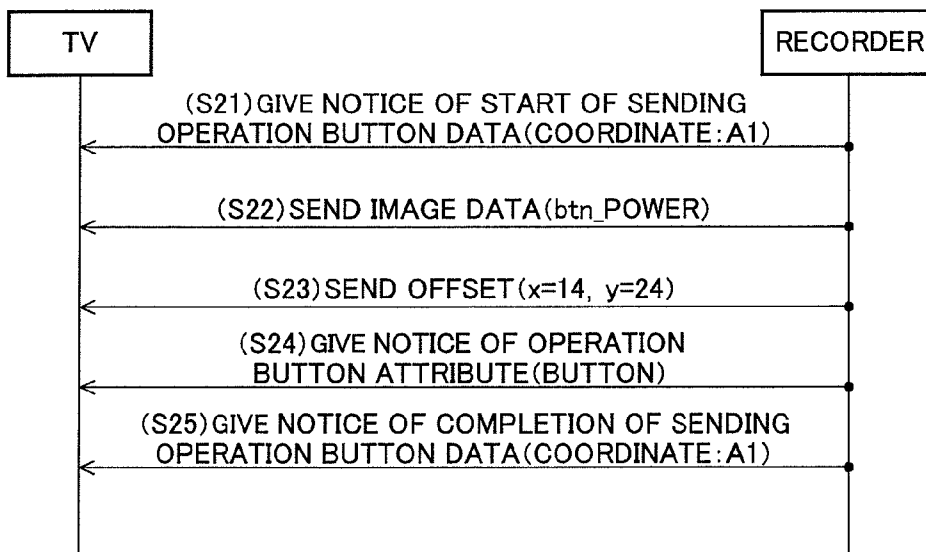 TV
RECORDER
(S21)GIVE NOTICE OF START OF SENDING
OPERATION BUTTON DATA(COORDINATE:A1)
(S22)SEND IMAGE DATA(btn_POWER)
(S23)SEND OFFSET(x=14, y=24)
(S24)GIVE NOTICE OF OPERATION
BUTTON ATTRIBUTE(BUTTON)
(S25)GIVE NOTICE OF COMPLETION OF SENDING
OPERATION BUTTON DATA(COORDINATE:A1)